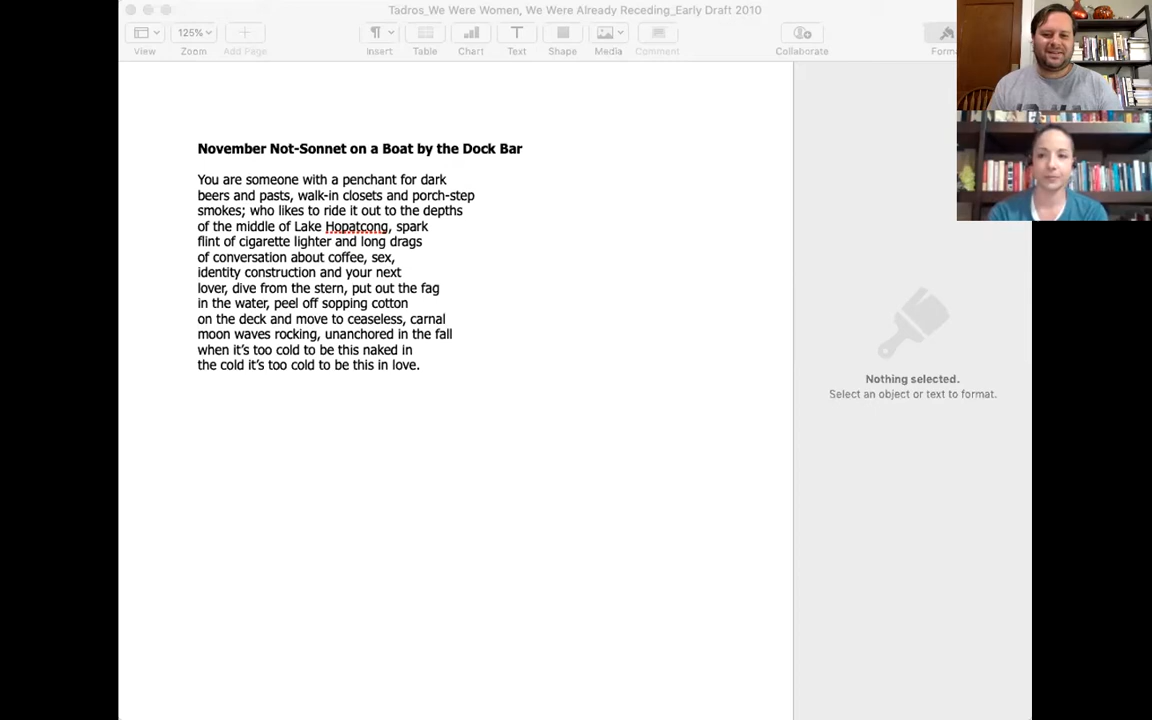 Tadros_We Were Women, We Were Already Receding_Early Draft 2010
125%
View
Zoom
Add Page
Insert
Table
Chart
Text
Shape
Media
Comment
Collaborate
Forma
November Not-Sonnet on a Boat by the Dock Bar
You are someone with a penchant for dark
beers and pasts, walk-in closets and porch-step
smokes; who likes to ride it out to the depths
of the middle of Lake Hopatcong, spark
flint of cigarette lighter and long drags
of conversation about coffee, sex,
identity construction and your next
lover, dive from the stern, put out the fag
in the water, peel off sopping cotton
on the deck and move to ceaseless, carnal
moon waves rocking, unanchored in the fall
when it’s too cold to be this naked in
the cold it’s too cold to be this in love.
Nothing selected.
Select an object or text to format.